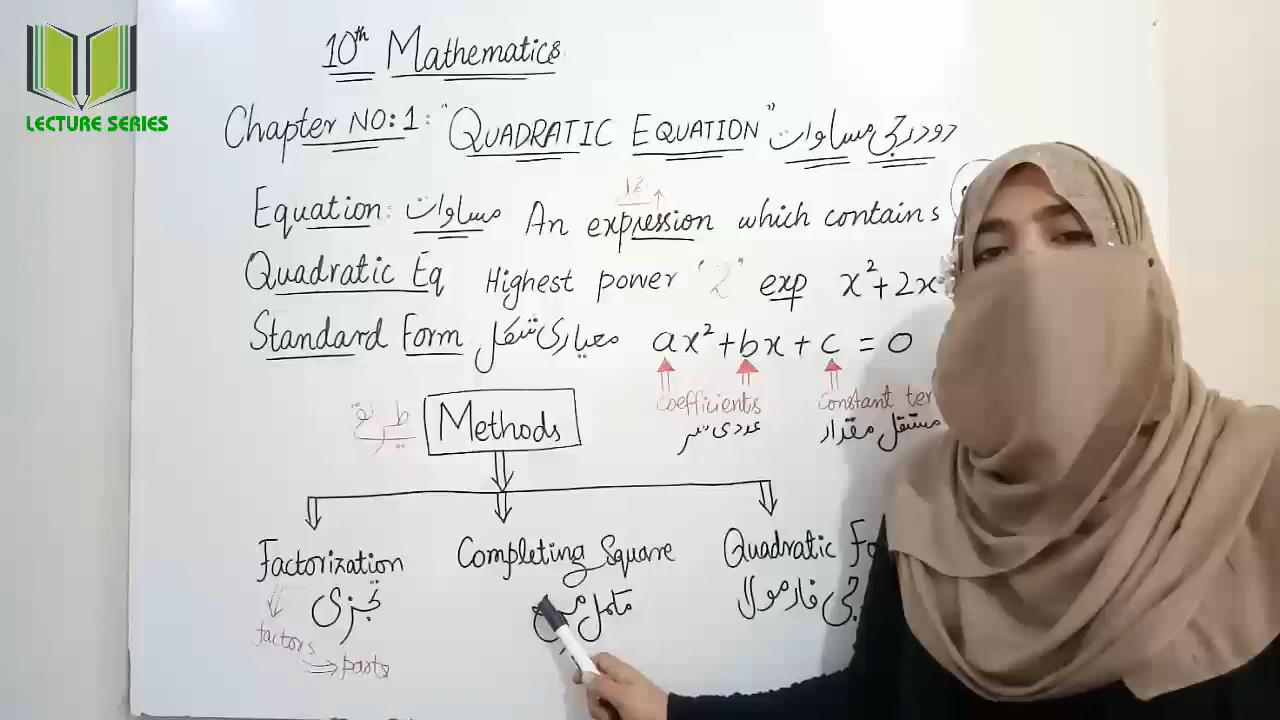 LECTURE SERIES
10th Mathematics
Chapter NO:1: "QUADRATIC EQUATION" دو درجی مساوات
Equation: مساوات An expression which contains
Quadratic Eq Highest power "2" exp x²+2x
Standard Form معیاری شکل ax²+bx+c=0
Coefficients Constant ter
عددی سر مستقل مقدار
Methods
Factorization Completing Square Quadratic Fo
تجزی مکمل جی فارمولا
factors
⇒ parts